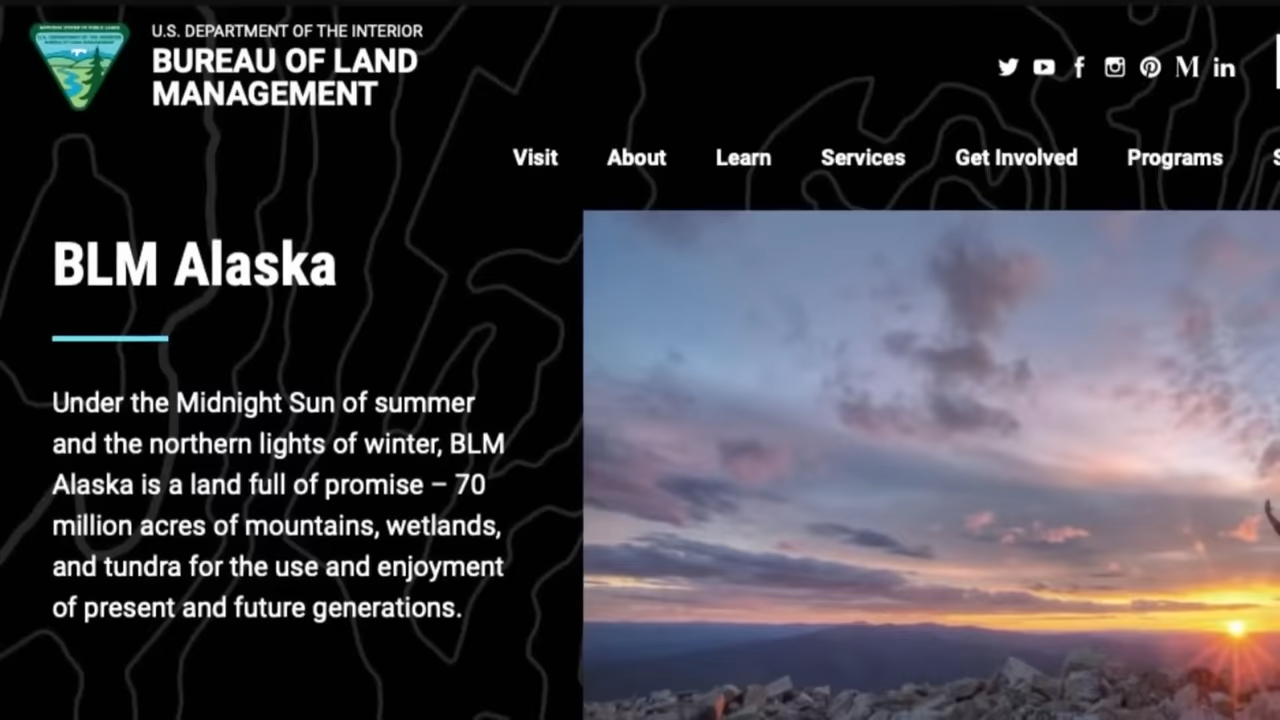 U.S. DEPARTMENT OF THE INTERIOR
BUREAU OF LAND
MANAGEMENT
Visit About Learn Services Get Involved Programs
BLM Alaska
Under the Midnight Sun of summer
and the northern lights of winter, BLM
Alaska is a land full of promise – 70
million acres of mountains, wetlands,
and tundra for the use and enjoyment
of present and future generations.